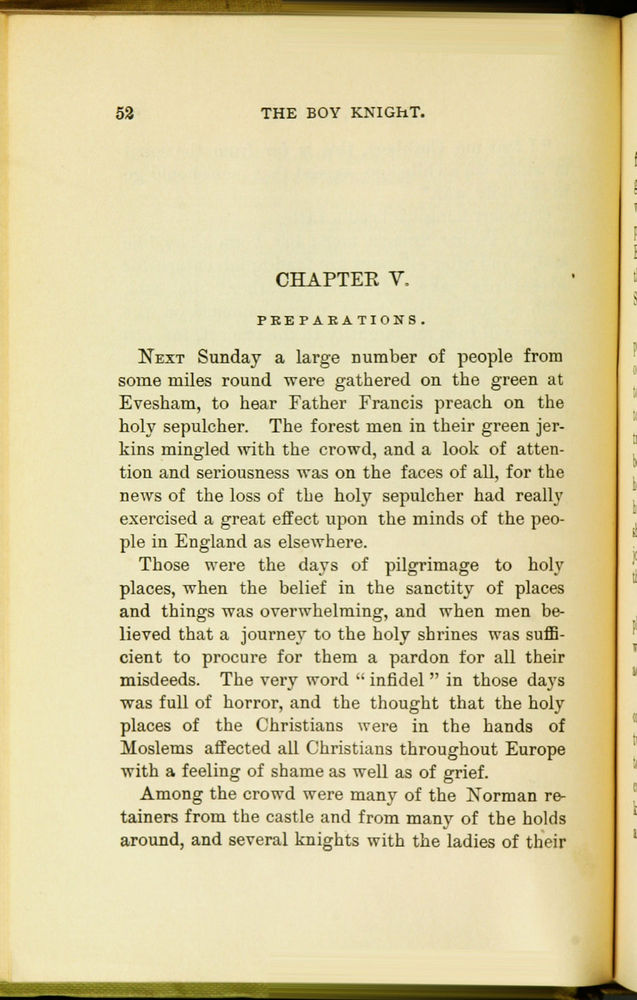 52 THE BOY KNIGHT.
CHAPTER V.
PREPARATIONS.
NEXT Sunday a large number of people from
some miles round were gathered on the green at
Evesham, to hear Father Francis preach on the
holy sepulcher. The forest men in their green jer-
kins mingled with the crowd, and a look of atten-
tion and seriousness was on the faces of all, for the
news of the loss of the holy sepulcher had really
exercised a great effect upon the minds of the peo-
ple in England as elsewhere.
Those were the days of pilgrimage to holy
places, when the belief in the sanctity of places
and things was overwhelming, and when men be-
lieved that a journey to the holy shrines was suffi-
cient to procure for them a pardon for all their
misdeeds. The very word “ infidel ” in those days
was full of horror, and the thought that the holy
places of the Christians were in the hands of
Moslems affected all Christians throughout Europe
with a feeling of shame as well as of grief.
Among the crowd were many of the Norman re-
tainers from the castle and from many of the holds
around, and several knights with the ladies of their